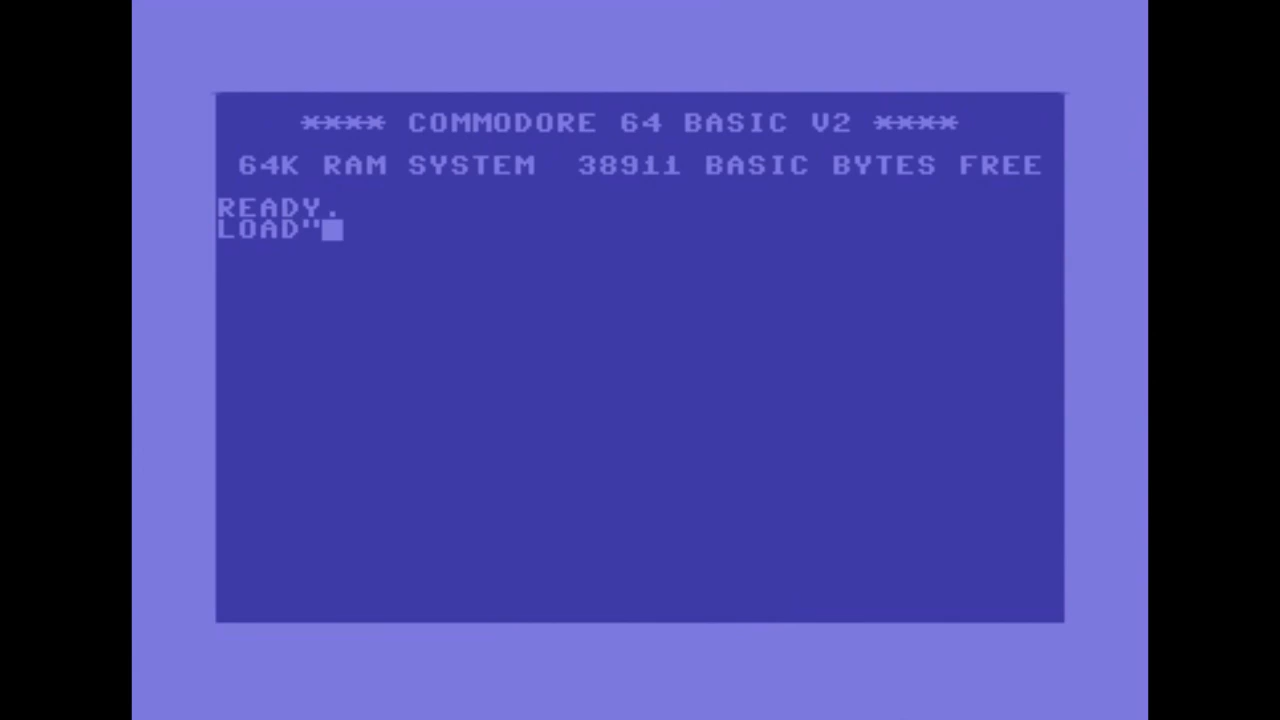 **** COMMODORE 64 BASIC V2 ****
64K RAM SYSTEM  38911 BASIC BYTES FREE
READY.
LOAD"